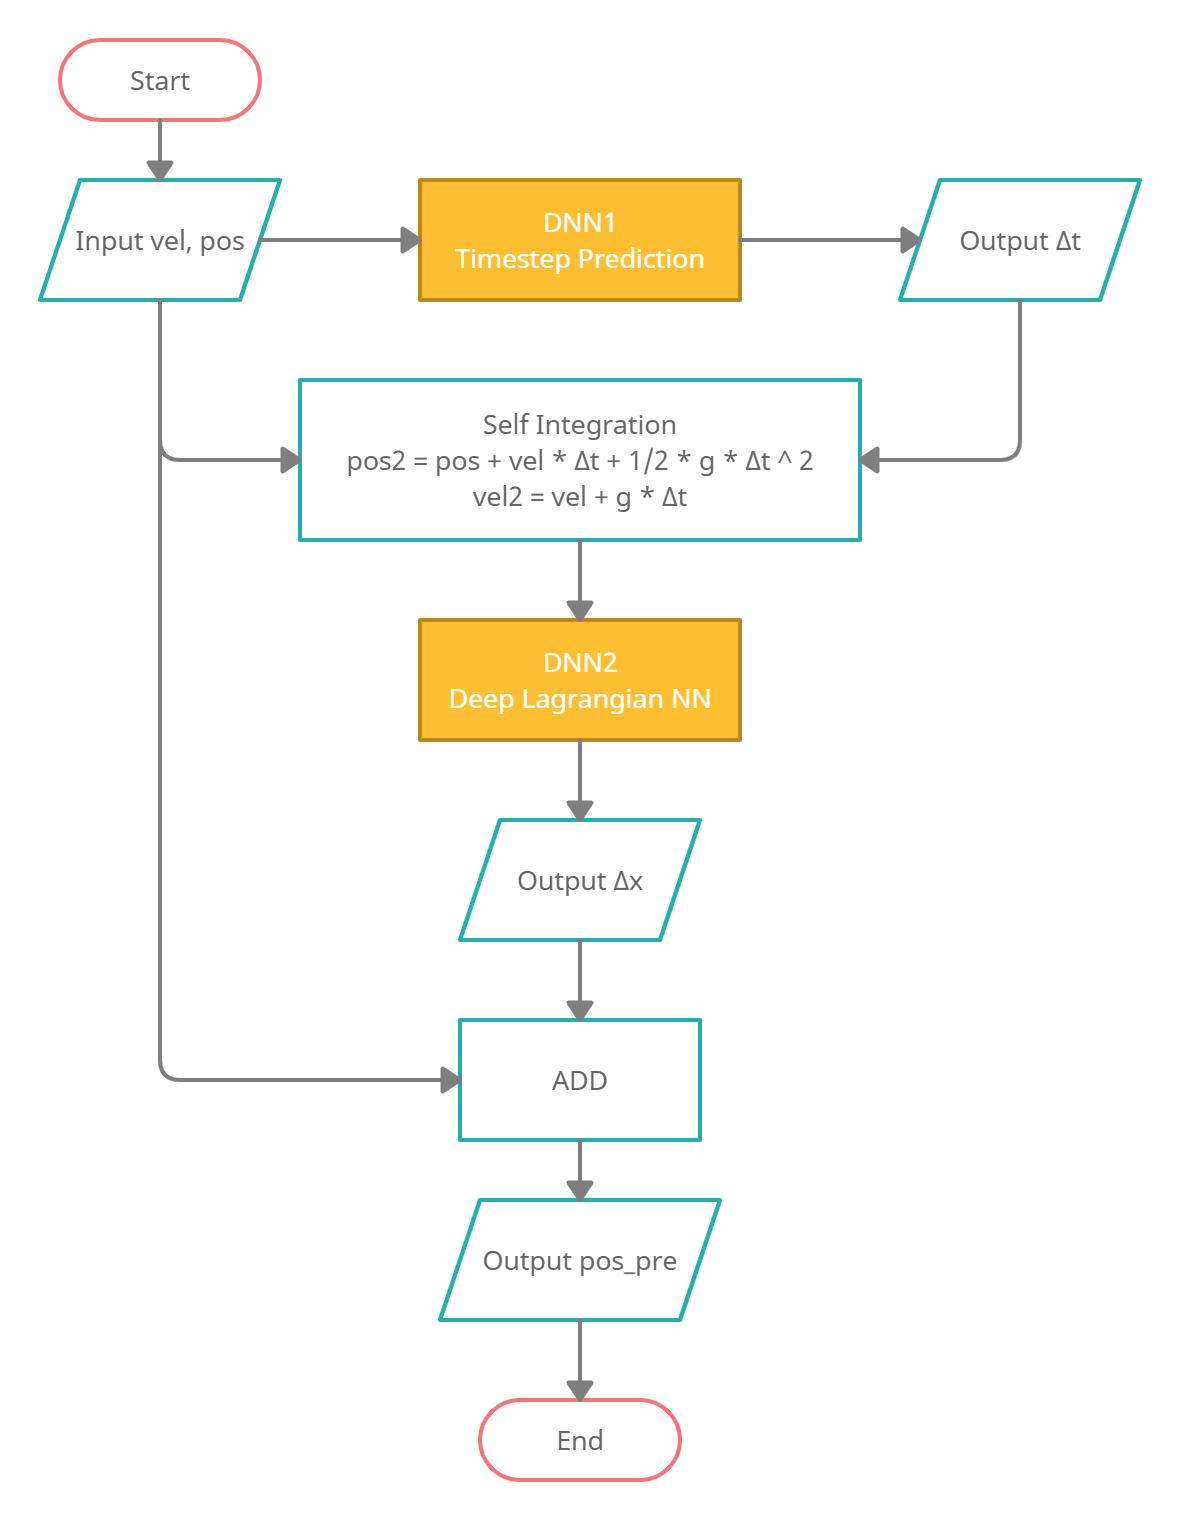 Start
Input vel, pos
DNN1
Timestep Prediction
Output Δt
Self Integration
pos2 = pos + vel * Δt + 1/2 * g * Δt ^ 2
vel2 = vel + g * Δt
DNN2
Deep Lagrangian NN
Output Δx
ADD
Output pos_pre
End